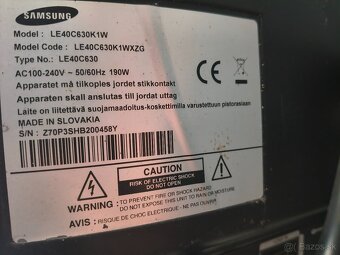 SAMSUNG
Model : LE40C630K1W
Model Code : LE40C630K1WXZG
Type No. : LE40C630
AC100-240V ~ 50/60Hz 190W
Apparatet må tilkoples jordet stikkontakt
Apparaten skall anslutas till jordat uttag
Laite on liitettävä suojamaadoitus-koskettimilla varustettuun pistorasiaan
MADE IN SLOVAKIA
S/N : Z70P3SHB200458Y
CE
CAUTION
RISK OF ELECTRIC SHOCK
DO NOT OPEN
WARNING : TO PREVENT FIRE OR SHOCK HAZARD
DO NOT EXPOSE TO RAIN OR MOISTURE.
AVIS : RISQUE DE CHOC ELECTRIQUE - NE PAS OUVRIR
bazos.sk